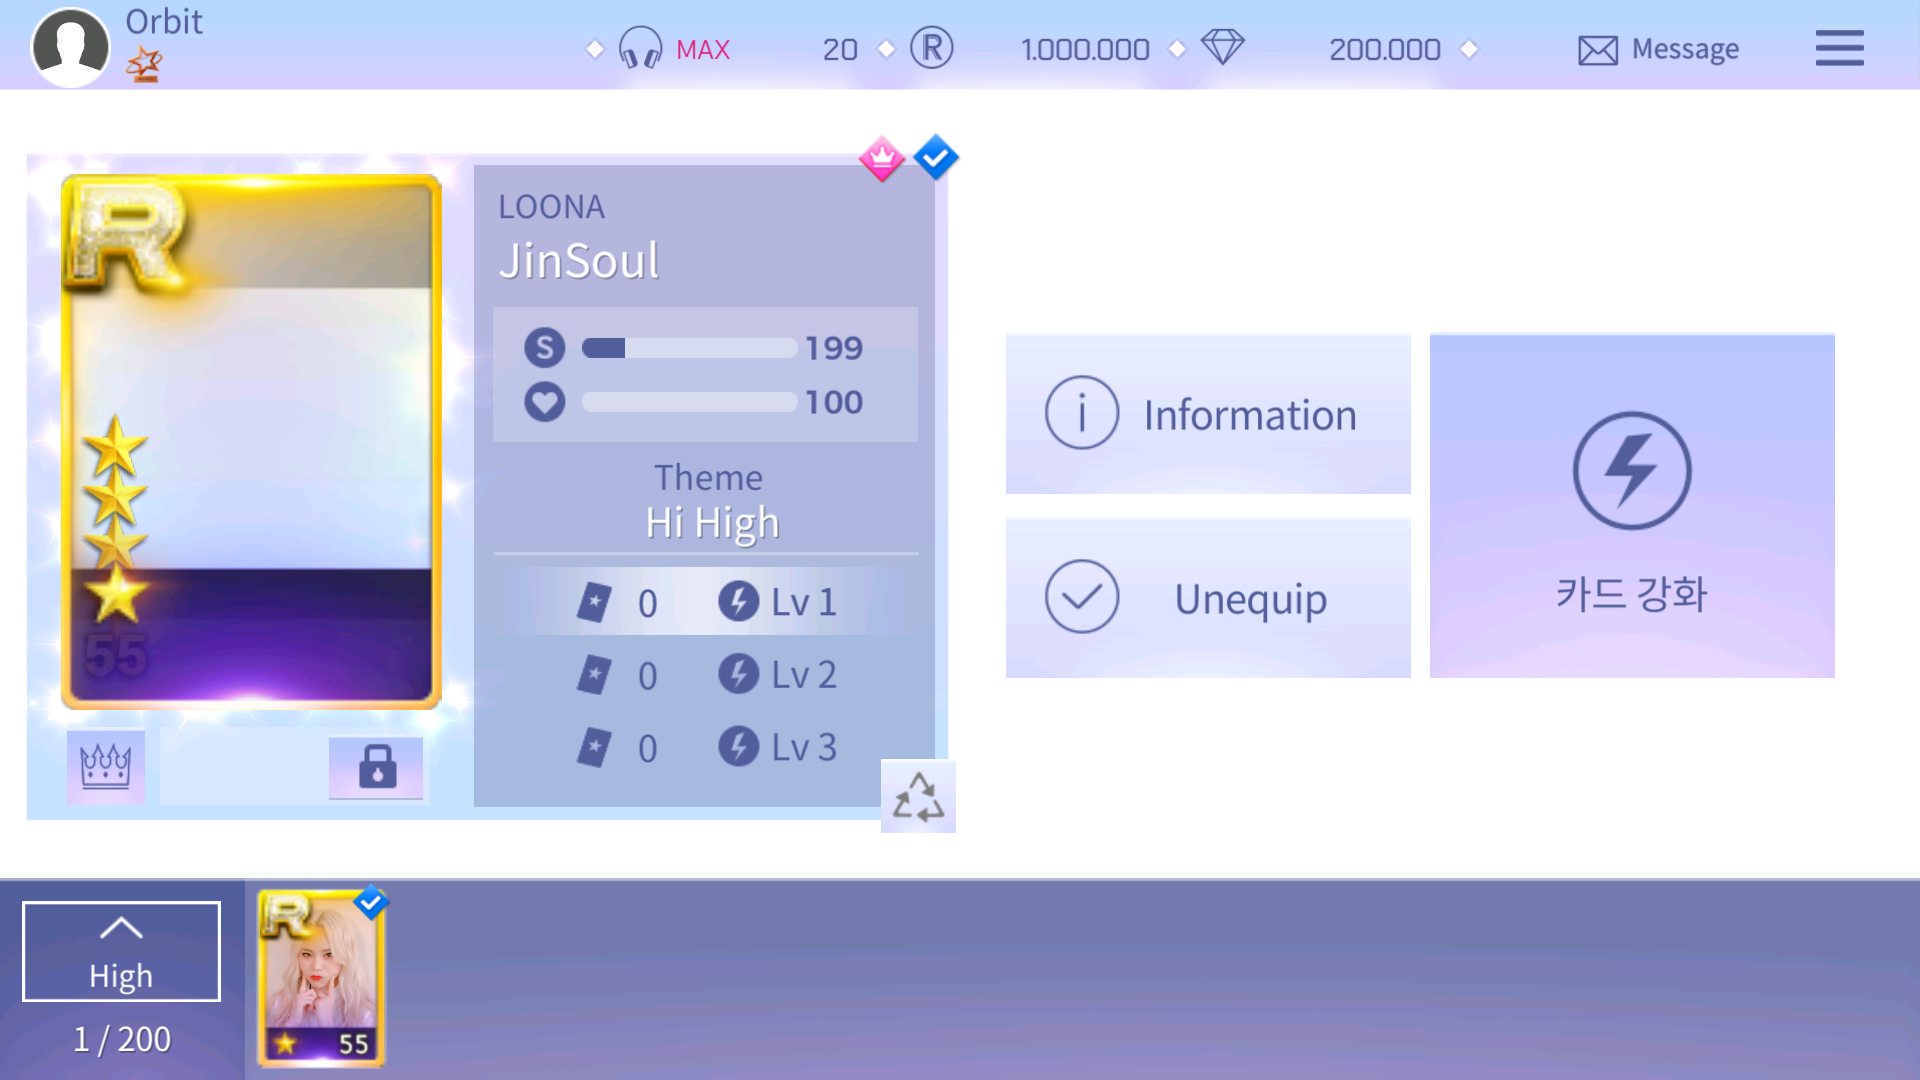 Orbit
MAX
20
R
1.000.000
200.000
Message
R
55
LOONA
JinSoul
S 199
100
Theme
Hi High
0 Lv 1
0 Lv 2
0 Lv 3
i Information
Unequip
카드 강화
High
1 / 200
R
55